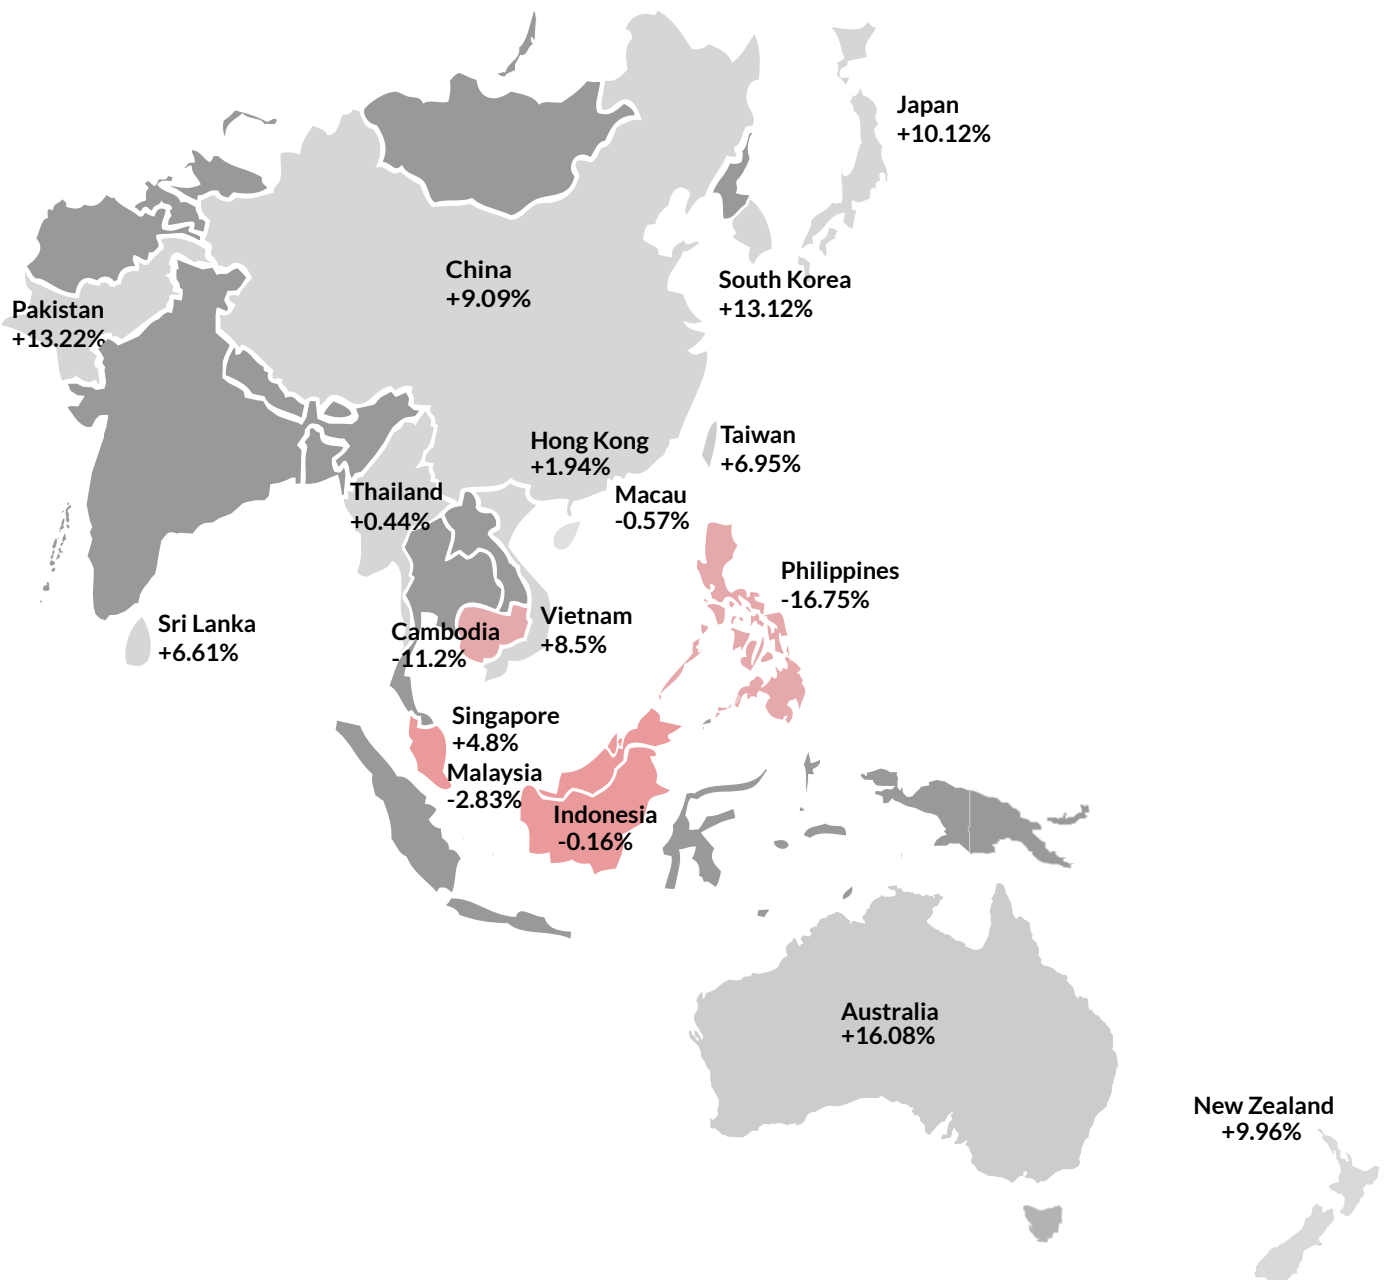 Japan
+10.12%
China
+9.09%
South Korea
+13.12%
Pakistan
+13.22%
Hong Kong
+1.94%
Taiwan
+6.95%
Thailand
+0.44%
Macau
-0.57%
Philippines
-16.75%
Sri Lanka
+6.61%
Cambodia
-11.2%
Vietnam
+8.5%
Singapore
+4.8%
Malaysia
-2.83%
Indonesia
-0.16%
Australia
+16.08%
New Zealand
+9.96%